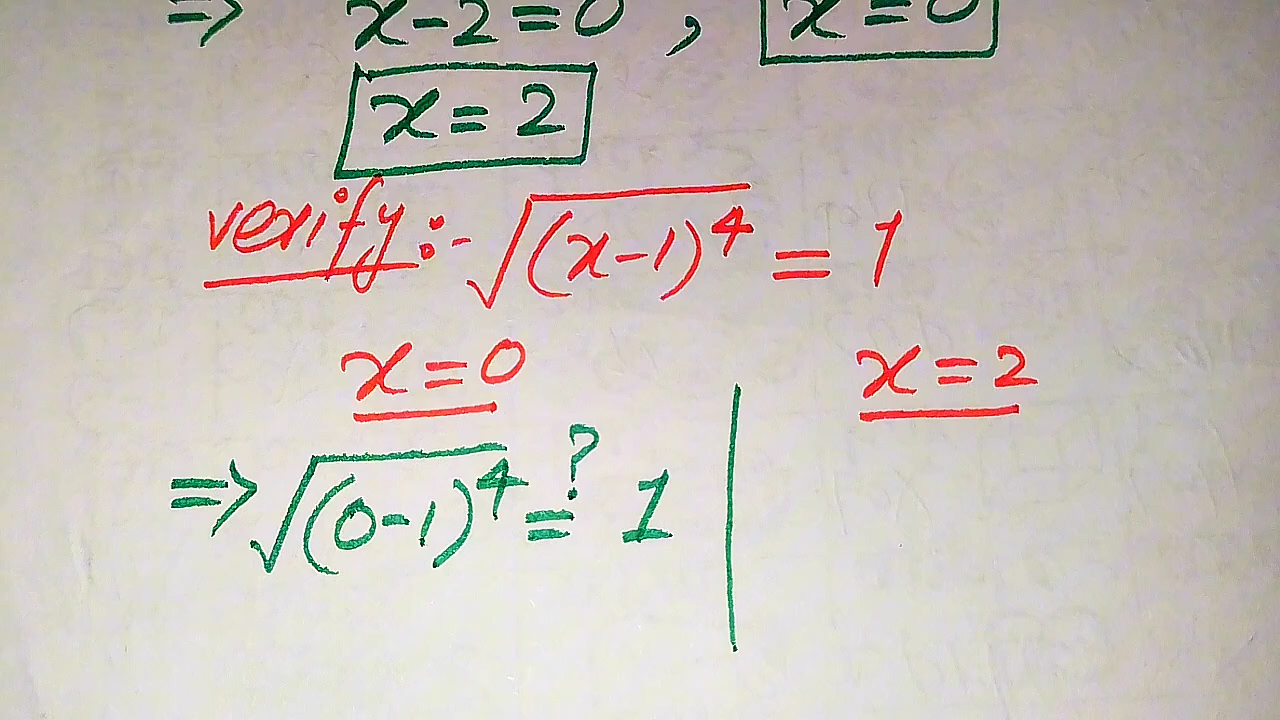 ⇒ x-2=0 , x=0
x=2
verify:- √(x-1)⁴ = 1
x=0 x=2
⇒ √(0-1)⁴ =? 1